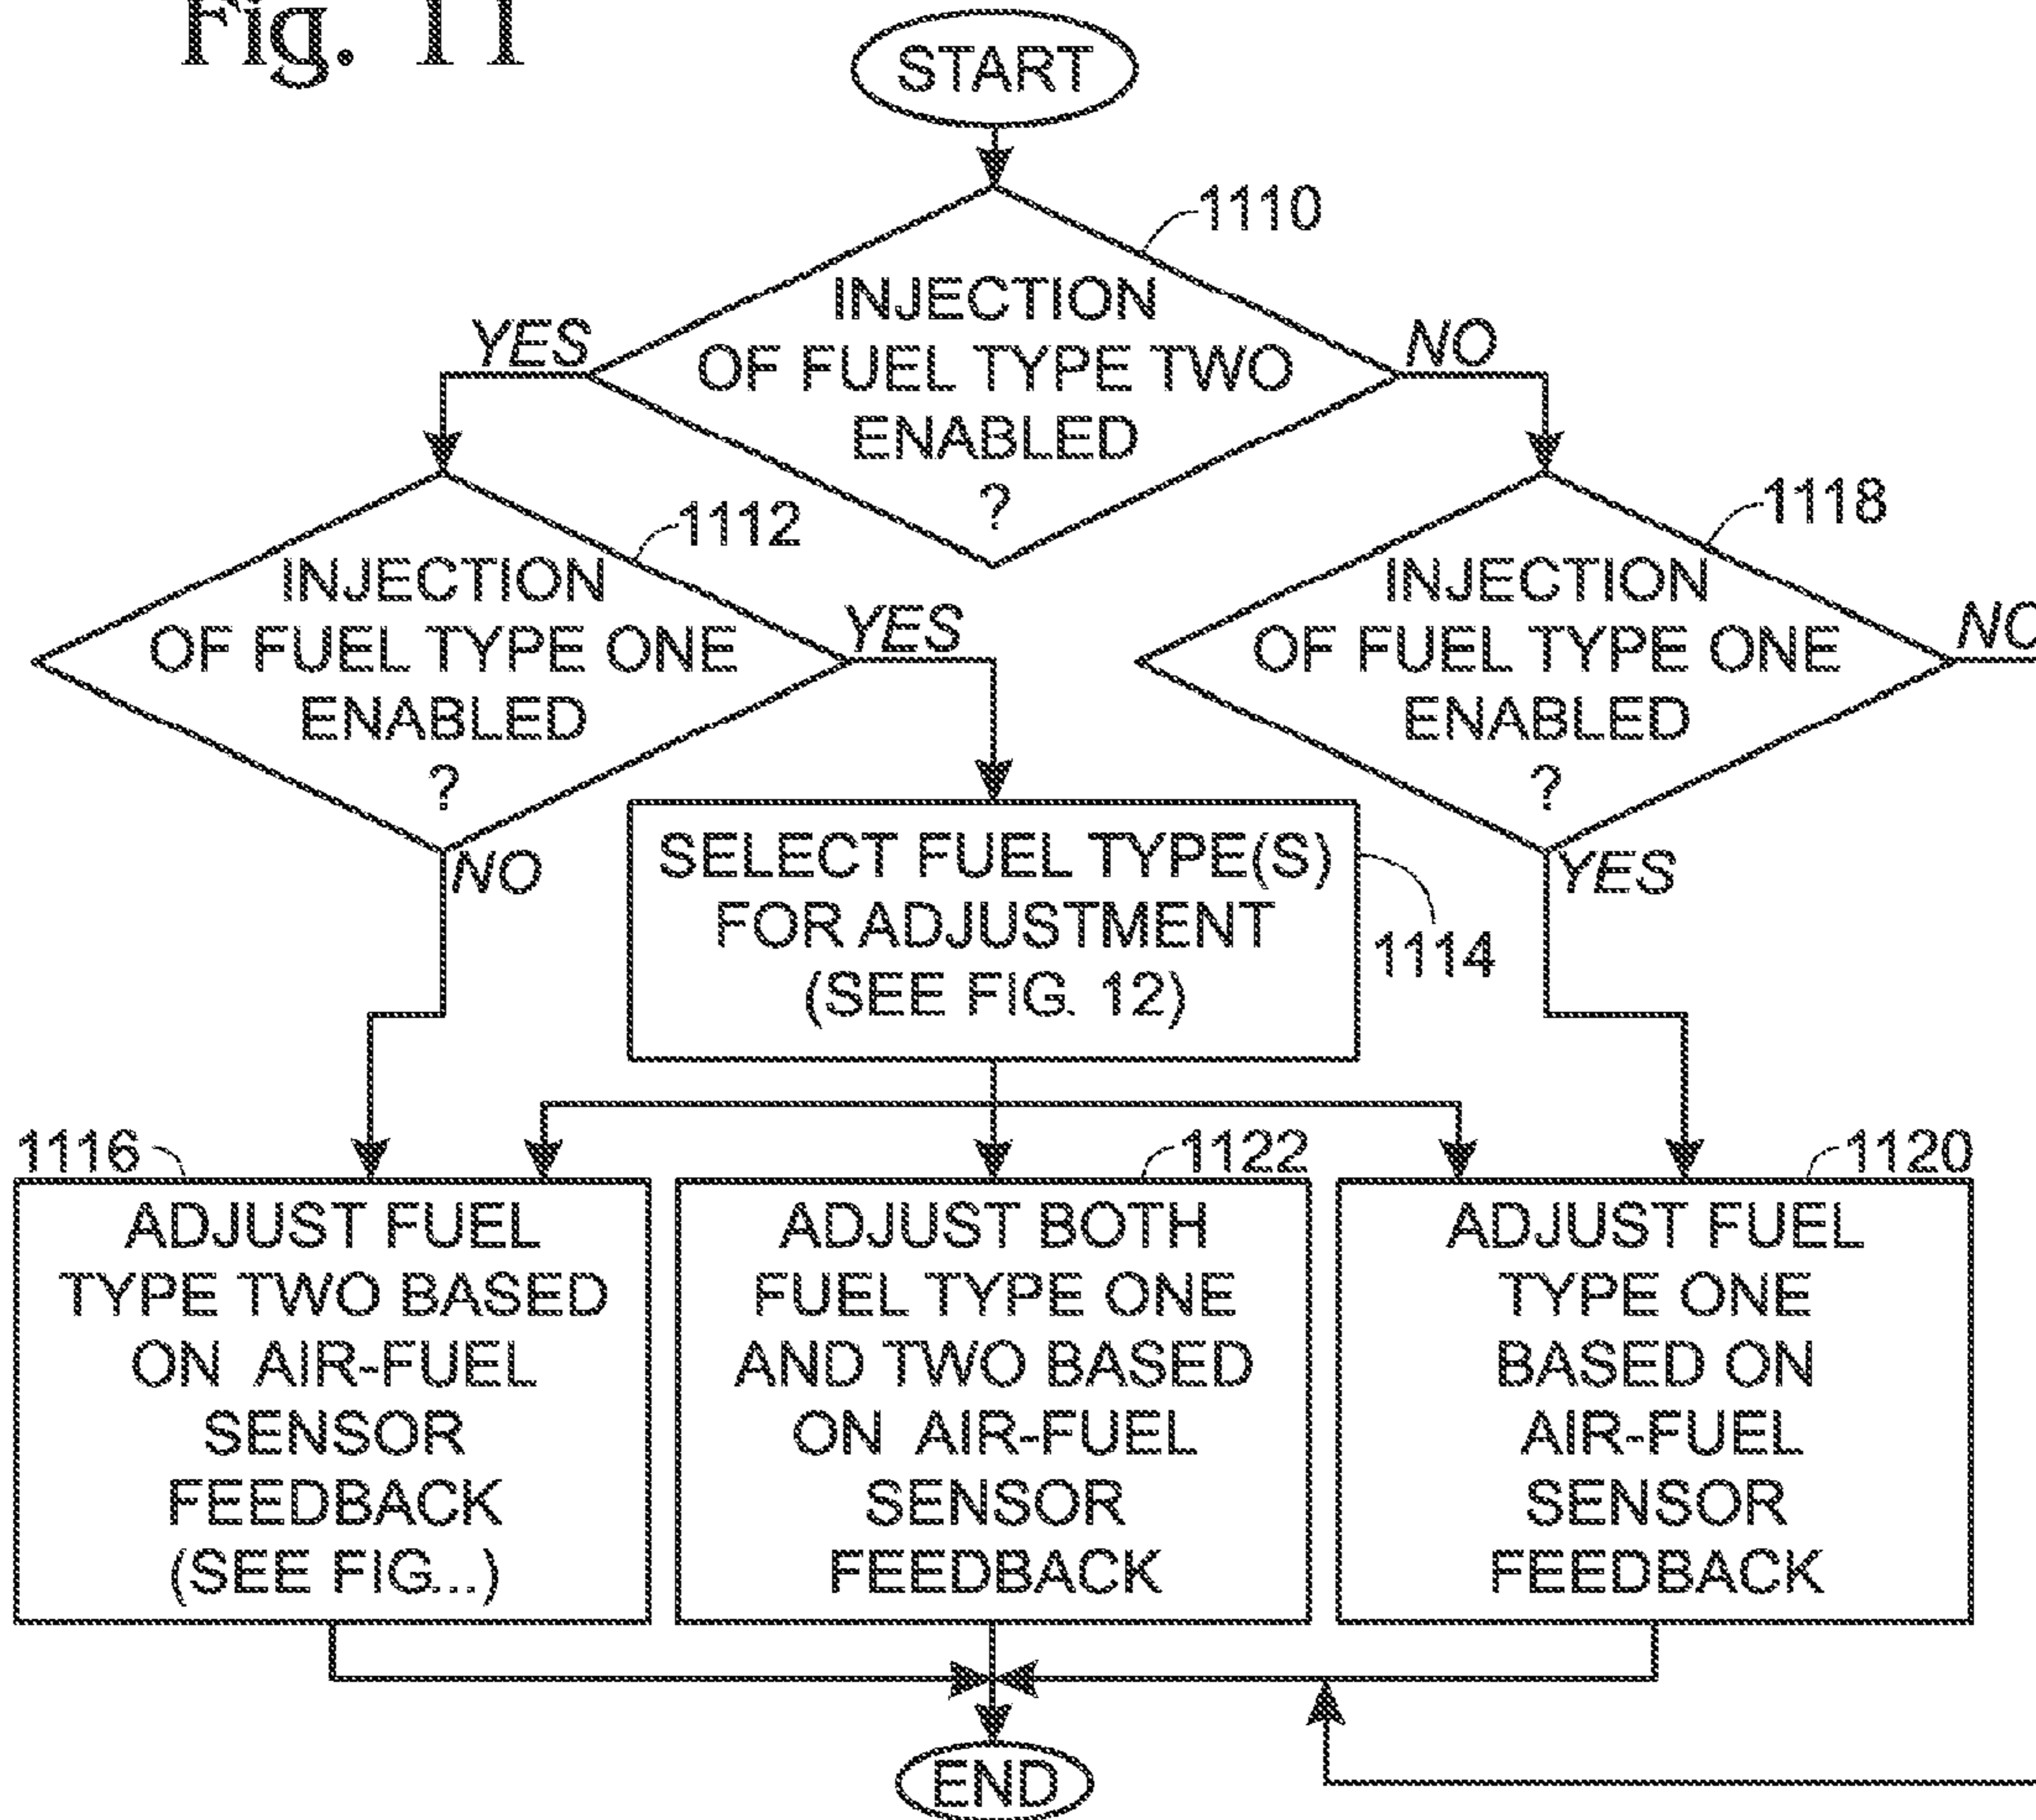 Fig. 11
START
1110
INJECTION
OF FUEL TYPE TWO
ENABLED
?
YES
NO
1112
INJECTION
OF FUEL TYPE ONE
ENABLED
?
YES
NO
1118
INJECTION
OF FUEL TYPE ONE
ENABLED
?
NO
YES
SELECT FUEL TYPE(S)
FOR ADJUSTMENT
(SEE FIG. 12)
1114
1116
ADJUST FUEL
TYPE TWO BASED
ON AIR-FUEL
SENSOR
FEEDBACK
(SEE FIG...)
1122
ADJUST BOTH
FUEL TYPE ONE
AND TWO BASED
ON AIR-FUEL
SENSOR
FEEDBACK
1120
ADJUST FUEL
TYPE ONE
BASED ON
AIR-FUEL
SENSOR
FEEDBACK
END